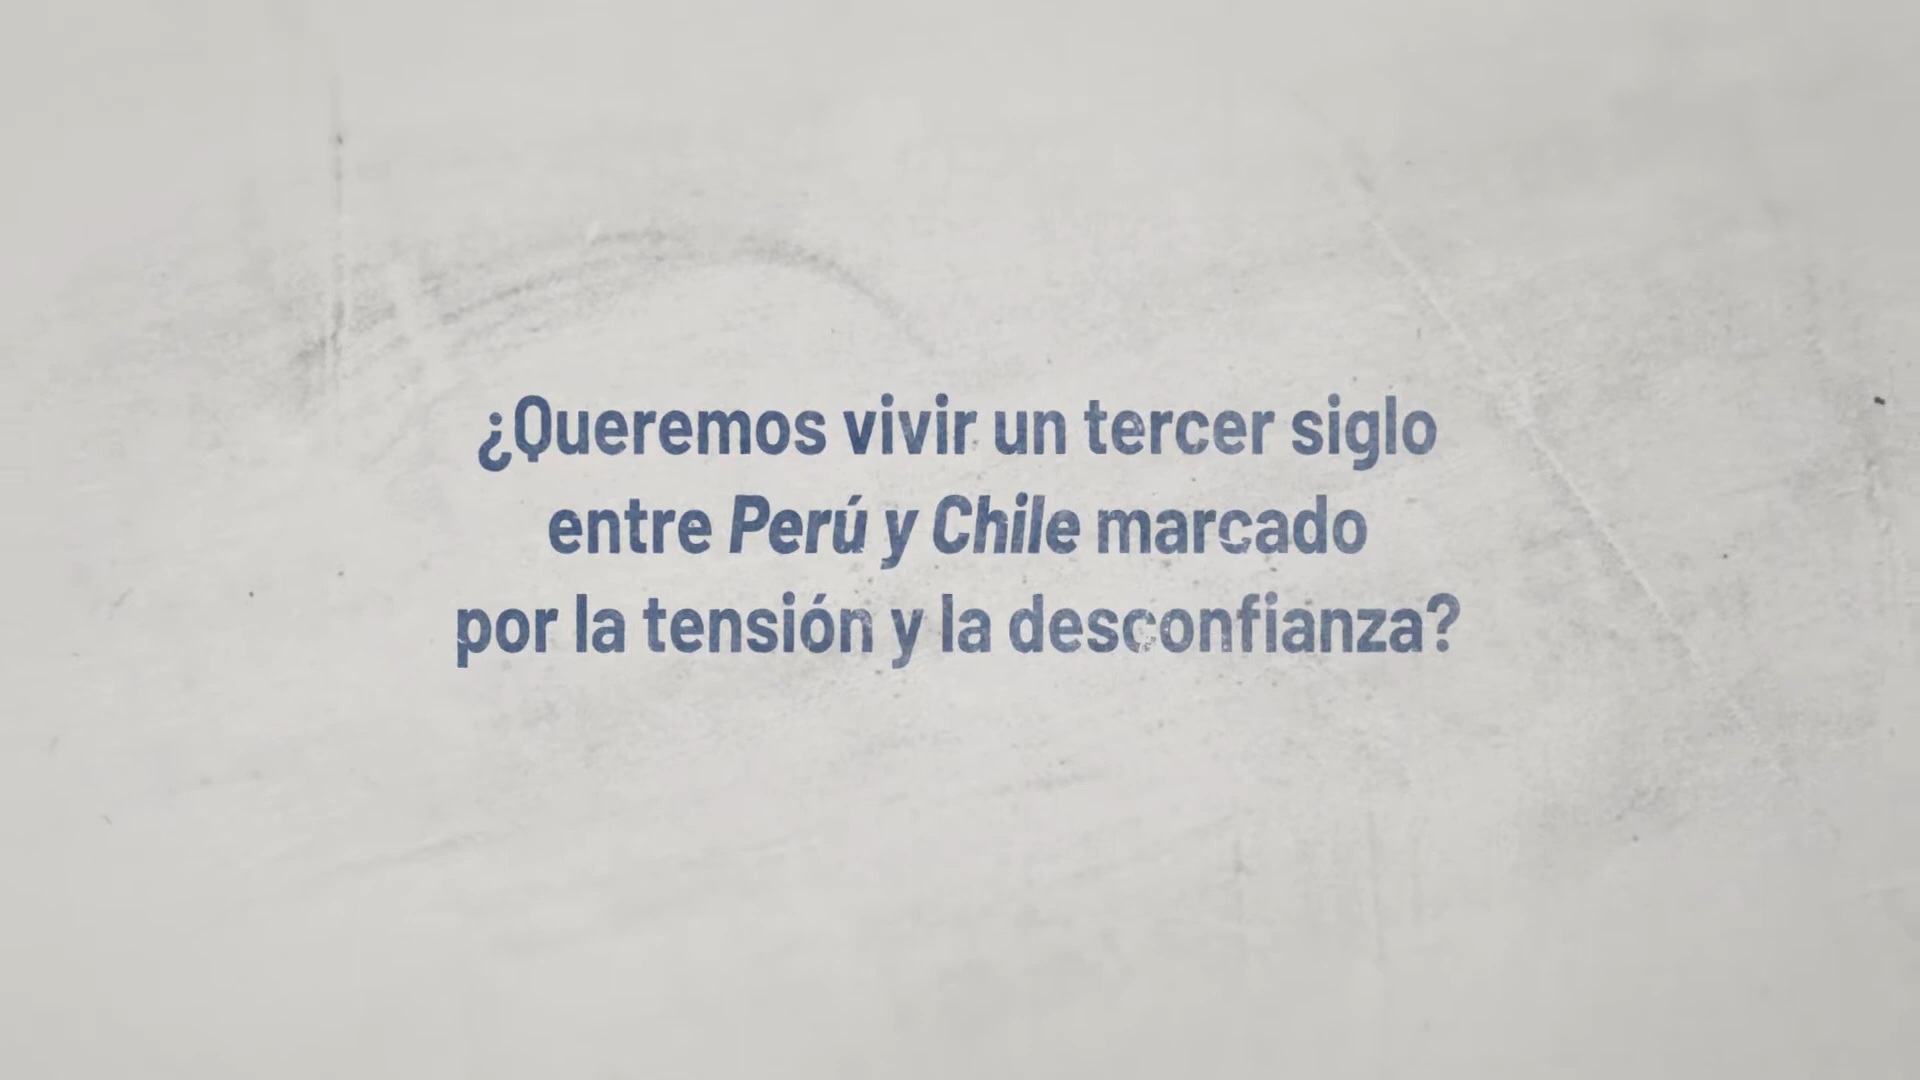 ¿Queremos vivir un tercer siglo
entre Perú y Chile marcado
por la tensión y la desconfianza?